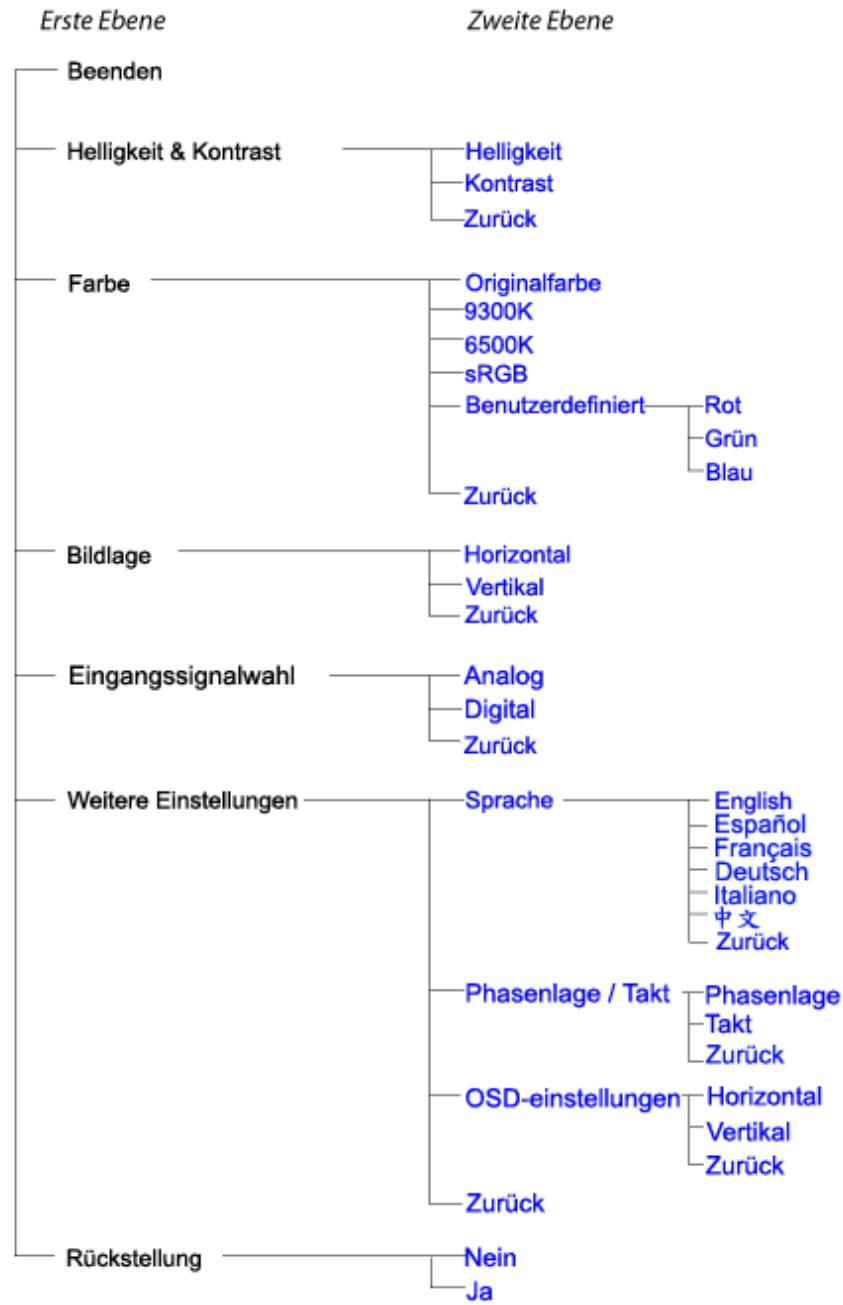 Erste Ebene Zweite Ebene
Beenden
Helligkeit & Kontrast Helligkeit
Kontrast
Zurück
Farbe Originalfarbe
9300K
6500K
sRGB
Benutzerdefiniert Rot
Grün
Blau
Zurück
Bildlage Horizontal
Vertikal
Zurück
Eingangssignalwahl Analog
Digital
Zurück
Weitere Einstellungen Sprache English
Español
Français
Deutsch
Italiano
中文
Zurück
Phasenlage / Takt Phasenlage
Takt
Zurück
OSD-einstellungen Horizontal
Vertikal
Zurück
Zurück
Rückstellung Nein
Ja